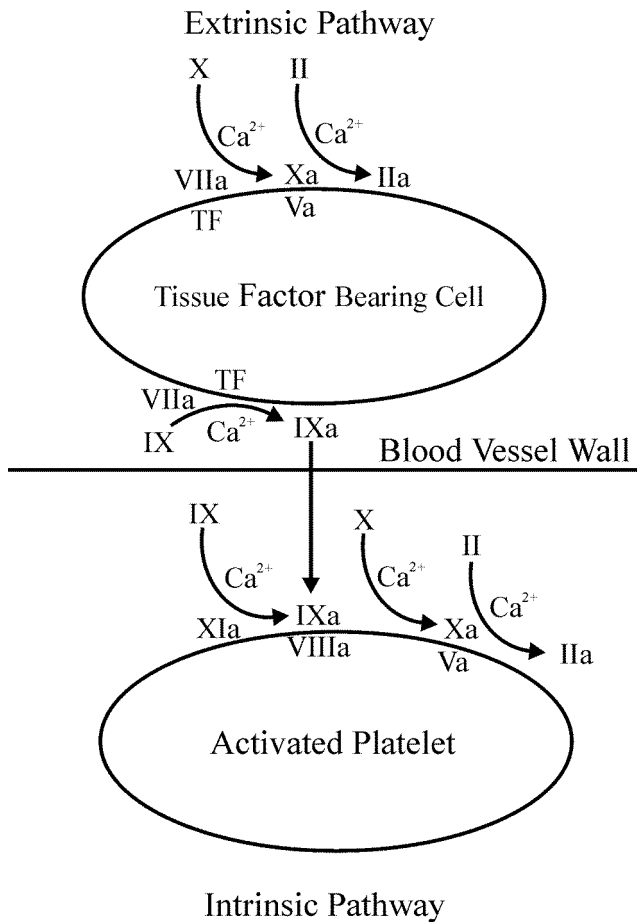 Extrinsic Pathway
X II
Ca2+ Ca2+
VIIa Xa IIa
TF Va
Tissue Factor Bearing Cell
TF
VIIa
IX Ca2+ IXa
Blood Vessel Wall
IX X
II
Ca2+ Ca2+ Ca2+
XIa IXa Xa
VIIIa Va IIa
Activated Platelet
Intrinsic Pathway